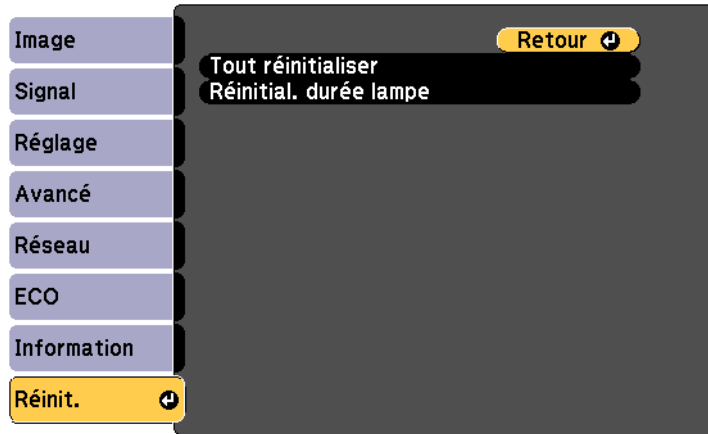 Image
Signal
Réglage
Avancé
Réseau
ECO
Information
Réinit.
Retour
Tout réinitialiser
Réinitial. durée lampe